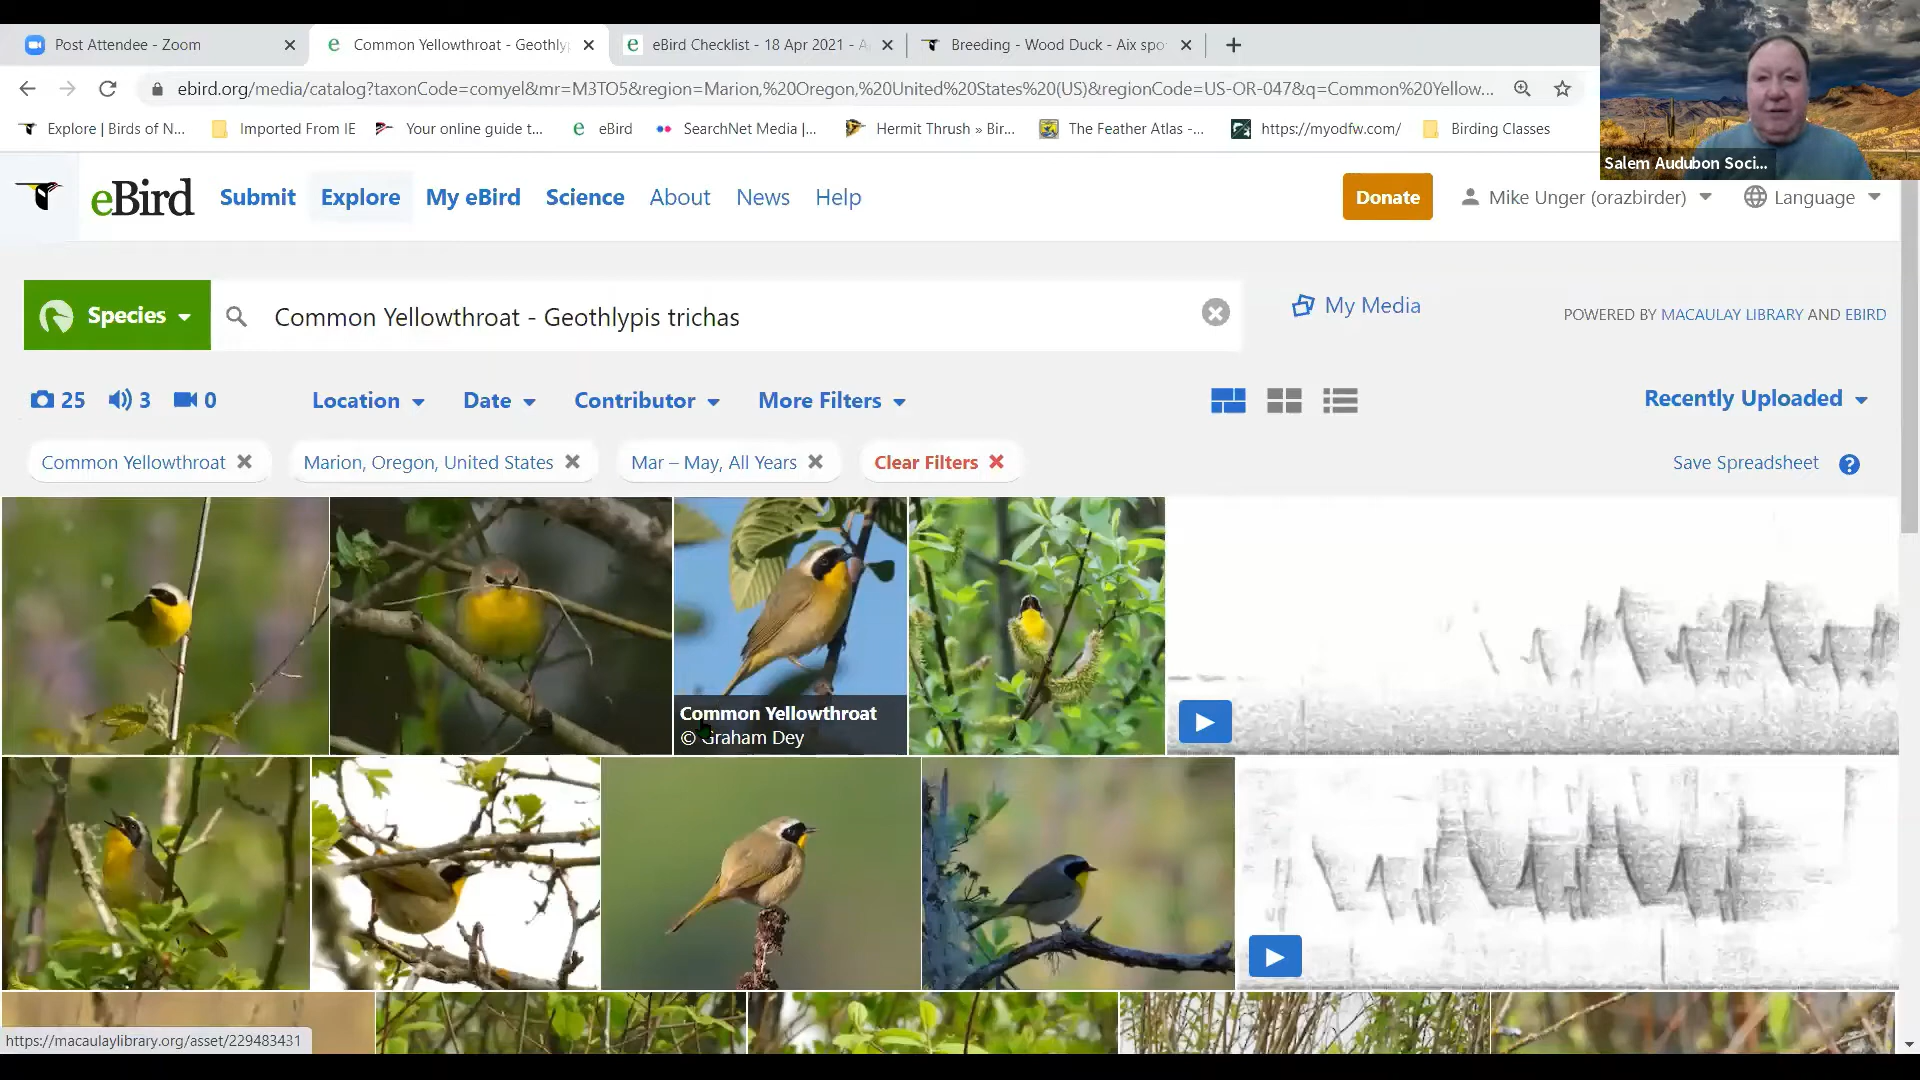 Post Attendee - Zoom
Common Yellowthroat - Geothly
eBird Checklist - 18 Apr 2021 - A
Breeding - Wood Duck - Aix spo
ebird.org/media/catalog?taxonCode=comyel&mr=M3TO5&region=Marion,%20Oregon,%20United%20States%20(US)&regionCode=US-OR-047&q=Common%20Yellow...
Explore | Birds of N...
Imported From IE
Your online guide t...
eBird
SearchNet Media |...
Hermit Thrush » Bir...
The Feather Atlas -...
https://myodfw.com/
Birding Classes
Salem Audubon Soci...
eBird
Submit
Explore
My eBird
Science
About
News
Help
Donate
Mike Unger (orazbirder)
Language
Species
Common Yellowthroat - Geothlypis trichas
My Media
POWERED BY MACAULAY LIBRARY AND EBIRD
25
3
0
Location
Date
Contributor
More Filters
Recently Uploaded
Common Yellowthroat
Marion, Oregon, United States
Mar – May, All Years
Clear Filters
Save Spreadsheet
?
Common Yellowthroat
© Graham Dey
https://macaulaylibrary.org/asset/229483431